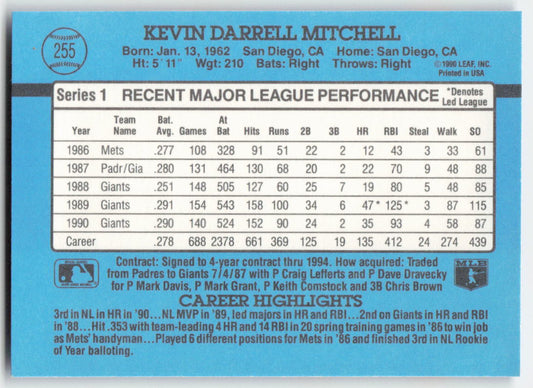 255
KEVIN DARRELL MITCHELL
Born: Jan. 13, 1962 San Diego, CA Home: San Diego, CA
Ht: 5' 11" Wgt: 210 Bats: Right Throws: Right
©1990 LEAF, INC.
Printed in USA
Series 1 RECENT MAJOR LEAGUE PERFORMANCE *Denotes Led League
Year Team Name Bat. Avg. Games At Bat Hits Runs 2B 3B HR RBI Steal Walk SO
1986 Mets .277 108 328 91 51 22 2 12 43 3 33 61
1987 Padr/Gia .280 131 464 130 68 20 2 22 70 9 48 88
1988 Giants .251 148 505 127 60 25 7 19 80 5 48 85
1989 Giants .291 154 543 158 100 34 6 47* 125* 3 87 115
1990 Giants .290 140 524 152 90 24 2 35 93 4 58 87
Career .278 688 2378 661 369 125 19 135 412 24 274 439
Contract: Signed to 4-year contract thru 1994. How acquired: Traded
from Padres to Giants 7/4/87 with P Craig Lefferts and P Dave Dravecky
for P Mark Davis, P Mark Grant, P Keith Comstock and 3B Chris Brown
MLB
CAREER HIGHLIGHTS
3rd in NL in HR in '90...NL MVP in '89, led majors in HR and RBI...2nd on Giants in HR and RBI
in '88...Hit .353 with team-leading 4 HR and 14 RBI in 20 spring training games in '86 to win job
as Mets' handyman...Played 6 different positions for Mets in '86 and finished 3rd in NL Rookie
of Year balloting.